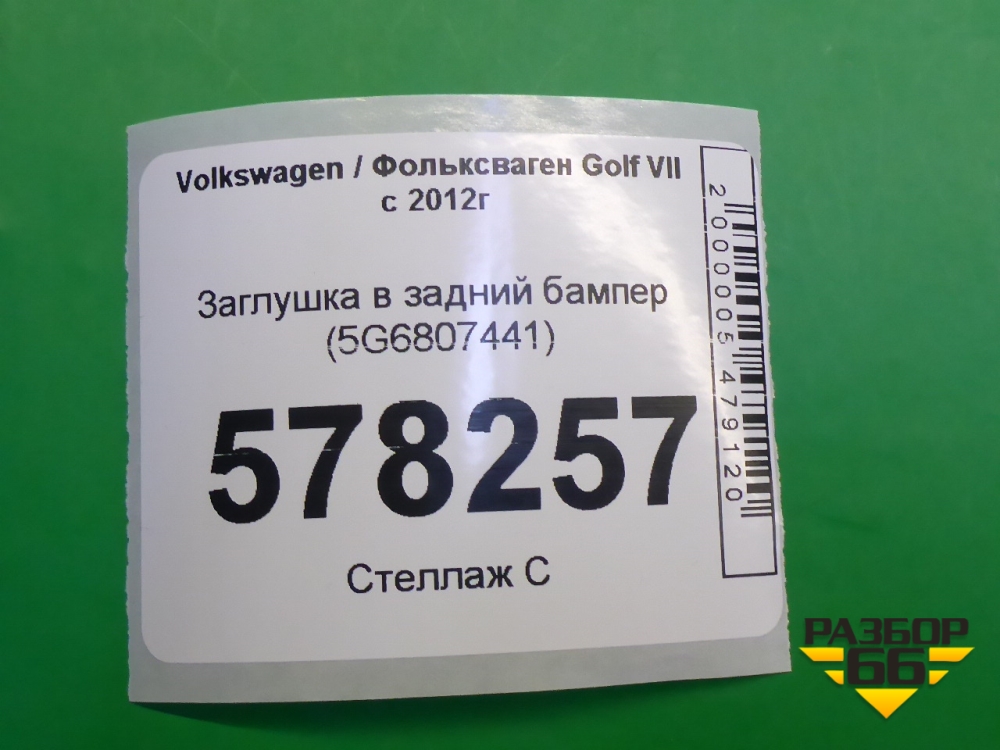 Volkswagen / Фольксваген Golf VII
с 2012г
Заглушка в задний бампер
(5G6807441)
578257
Стеллаж С
2000005479120
РАЗБОР
66